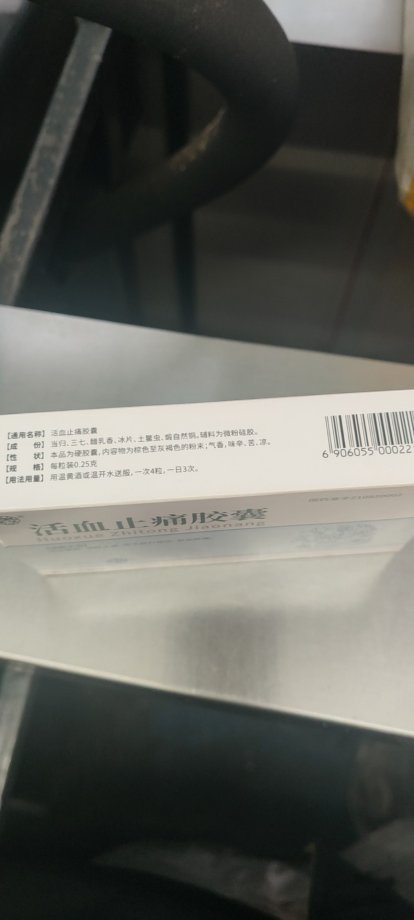 【通用名称】 活血止痛胶囊
【成　　份】 当归、三七、醋乳香、冰片、土鳖虫、煅自然铜。辅料为微粉硅胶。
【性　　状】 本品为硬胶囊，内容物为棕色至灰褐色的粉末；气香，味辛、苦、凉。
【规　　格】 每粒装0.25克
【用法用量】 用温黄酒或温开水送服，一次4粒，一日3次。
6 906055 00022
活血止痛胶囊
Huoxue Zhitong Jiaonang